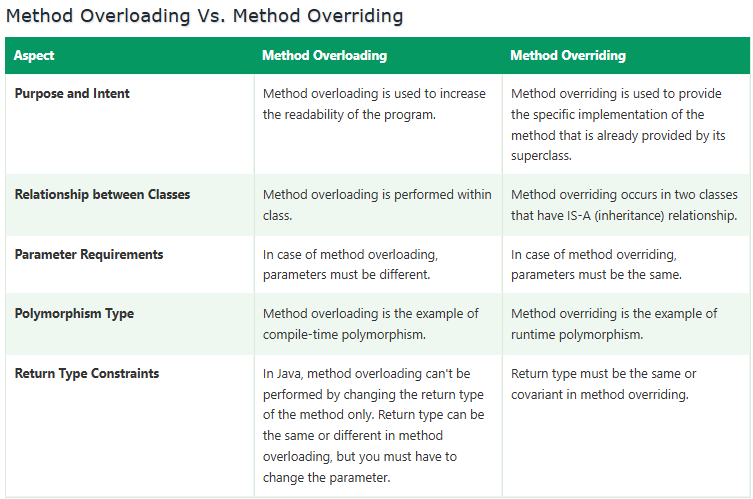 Method Overloading Vs. Method Overriding
Aspect
Method Overloading
Method Overriding
Purpose and Intent
Method overloading is used to increase
the readability of the program.
Method overriding is used to provide
the specific implementation of the
method that is already provided by its
superclass.
Relationship between Classes
Method overloading is performed within
class.
Method overriding occurs in two classes
that have IS-A (inheritance) relationship.
Parameter Requirements
In case of method overloading,
parameters must be different.
In case of method overriding,
parameters must be the same.
Polymorphism Type
Method overloading is the example of
compile-time polymorphism.
Method overriding is the example of
runtime polymorphism.
Return Type Constraints
In Java, method overloading can't be
performed by changing the return type
of the method only. Return type can be
the same or different in method
overloading, but you must have to
change the parameter.
Return type must be the same or
covariant in method overriding.